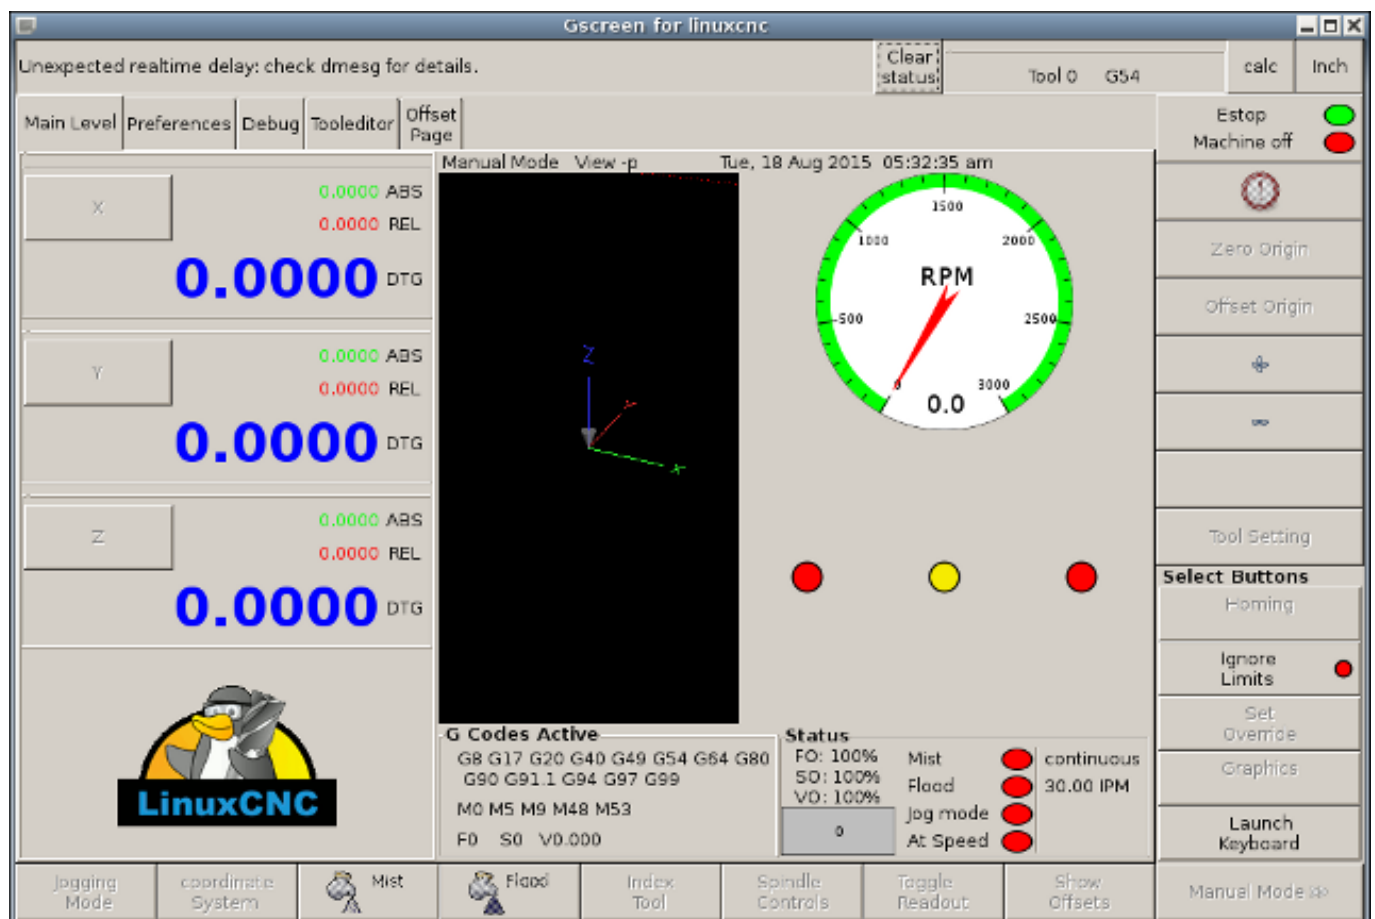 Gscreen for linuxcnc
Unexpected realtime delay: check dmesg for details.
Clear
status
Tool 0 G54
calc
Inch
Main Level
Preferences
Debug
Tooleditor
Offset
Page
Estop
Machine off
Manual Mode View -p Tue, 18 Aug 2015 05:32:35 am
X
0.0000 ABS
0.0000 REL
0.0000 DTG
Y
0.0000 ABS
0.0000 REL
0.0000 DTG
Z
0.0000 ABS
0.0000 REL
0.0000 DTG
LinuxCNC
Z
Y
X
1500
1000
2000
RPM
500
2500
0
3000
0.0
Zero Origin
Offset Origin
Tool Setting
Select Buttons
Homing
Ignore
Limits
Set
Override
Graphics
Launch
Keyboard
G Codes Active
G8 G17 G20 G40 G49 G54 G64 G80
G90 G91.1 G94 G97 G99
M0 M5 M9 M48 M53
F0 S0 V0.000
Status
FO: 100%
SO: 100%
VO: 100%
0
Mist
Flood
Jog mode
At Speed
continuous
30.00 IPM
Jogging
Mode
coordinate
System
Mist
Flood
Index
Tool
Spindle
Controls
Toggle
Readout
Show
Offsets
Manual Mode >>